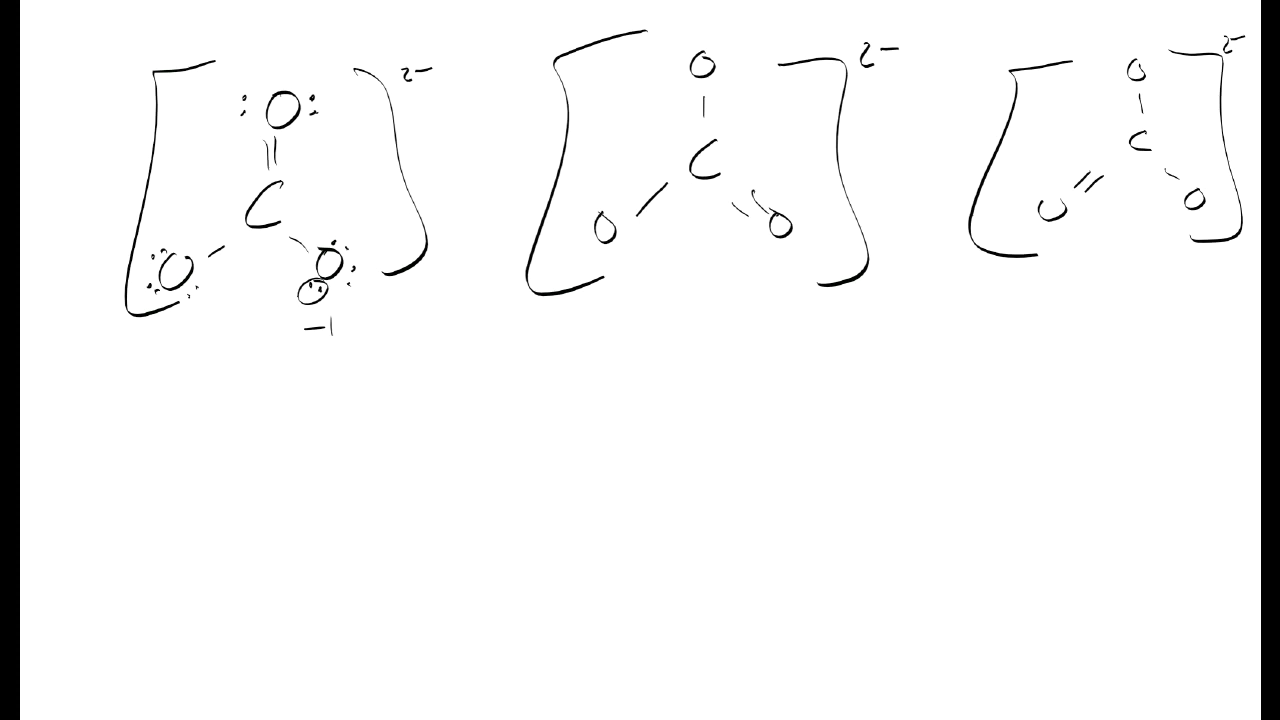 2- 2- 2-
:O: O O
|| | |
C C C
O O O O O O
-1